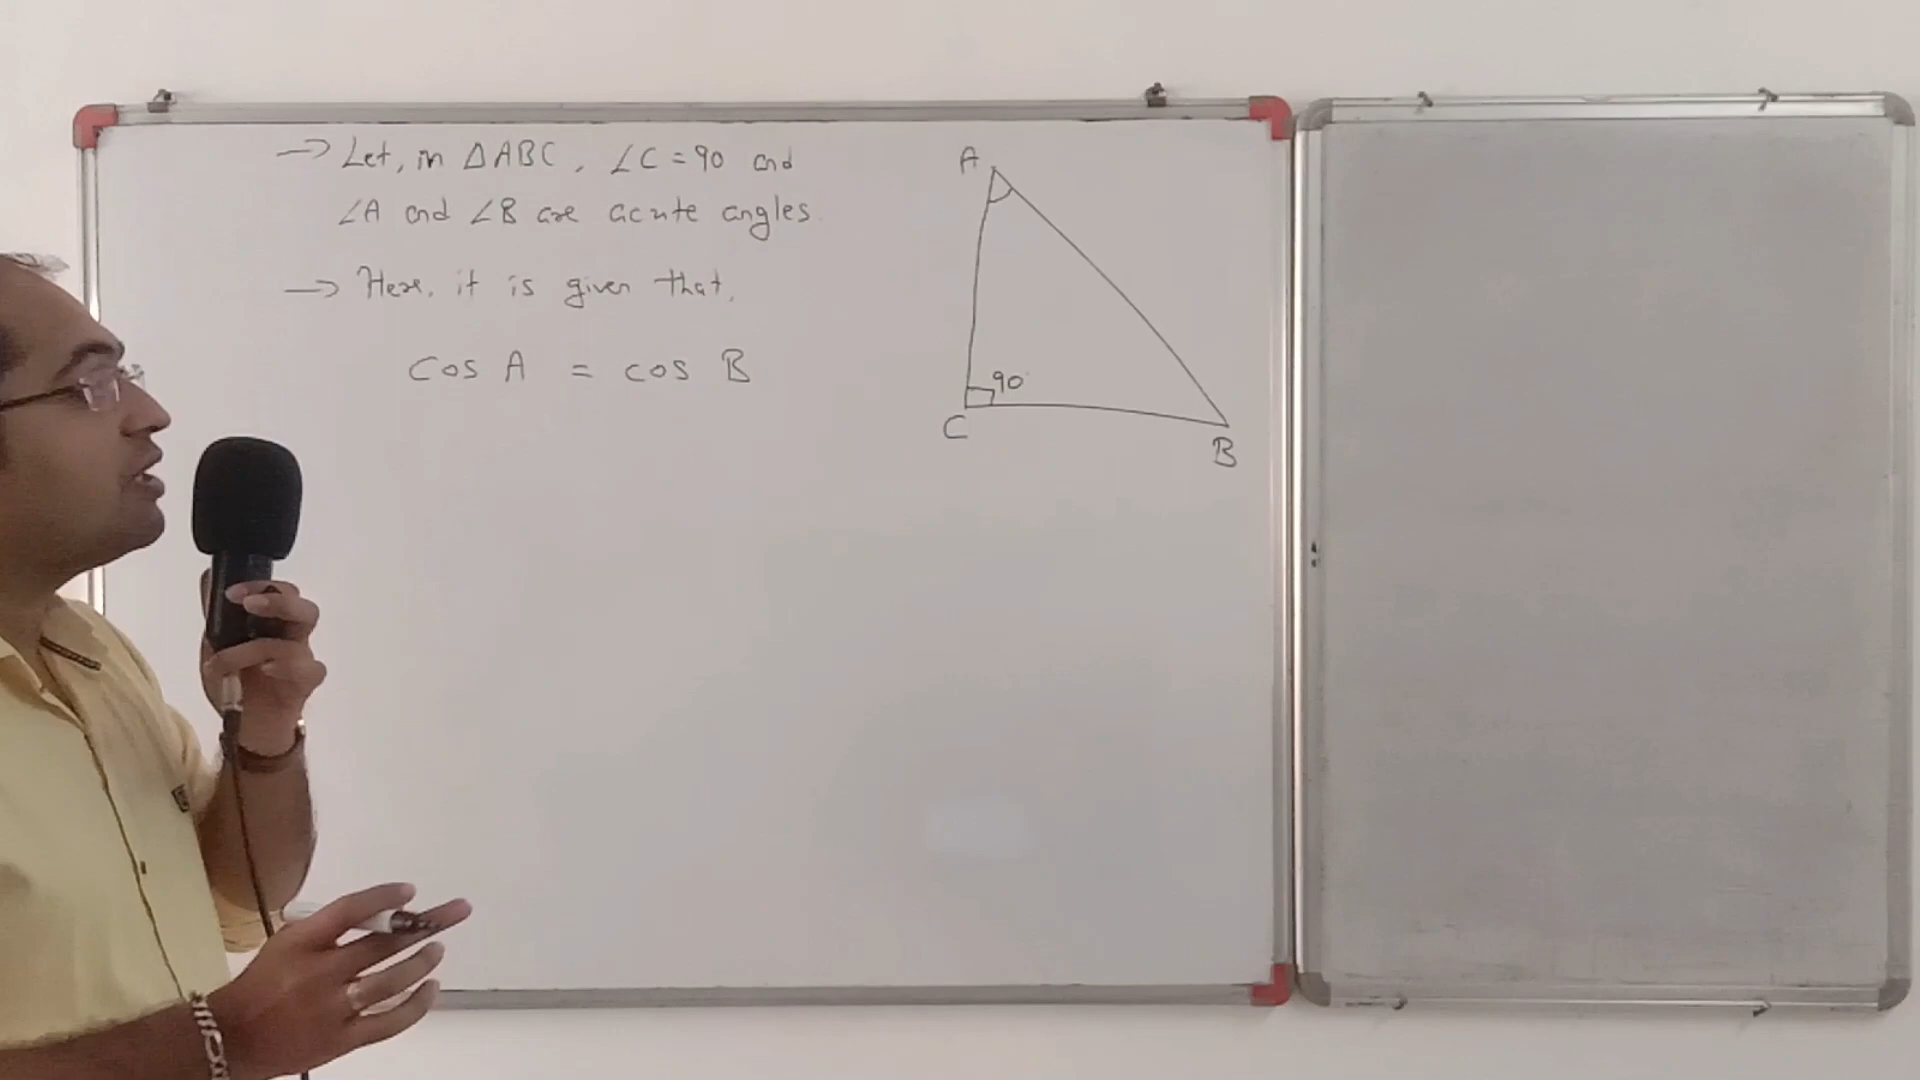 → Let, in ΔABC, ∠C = 90 and
∠A and ∠B are acute angles.
→ Here, it is given that,
cos A = cos B
A
90
C
B